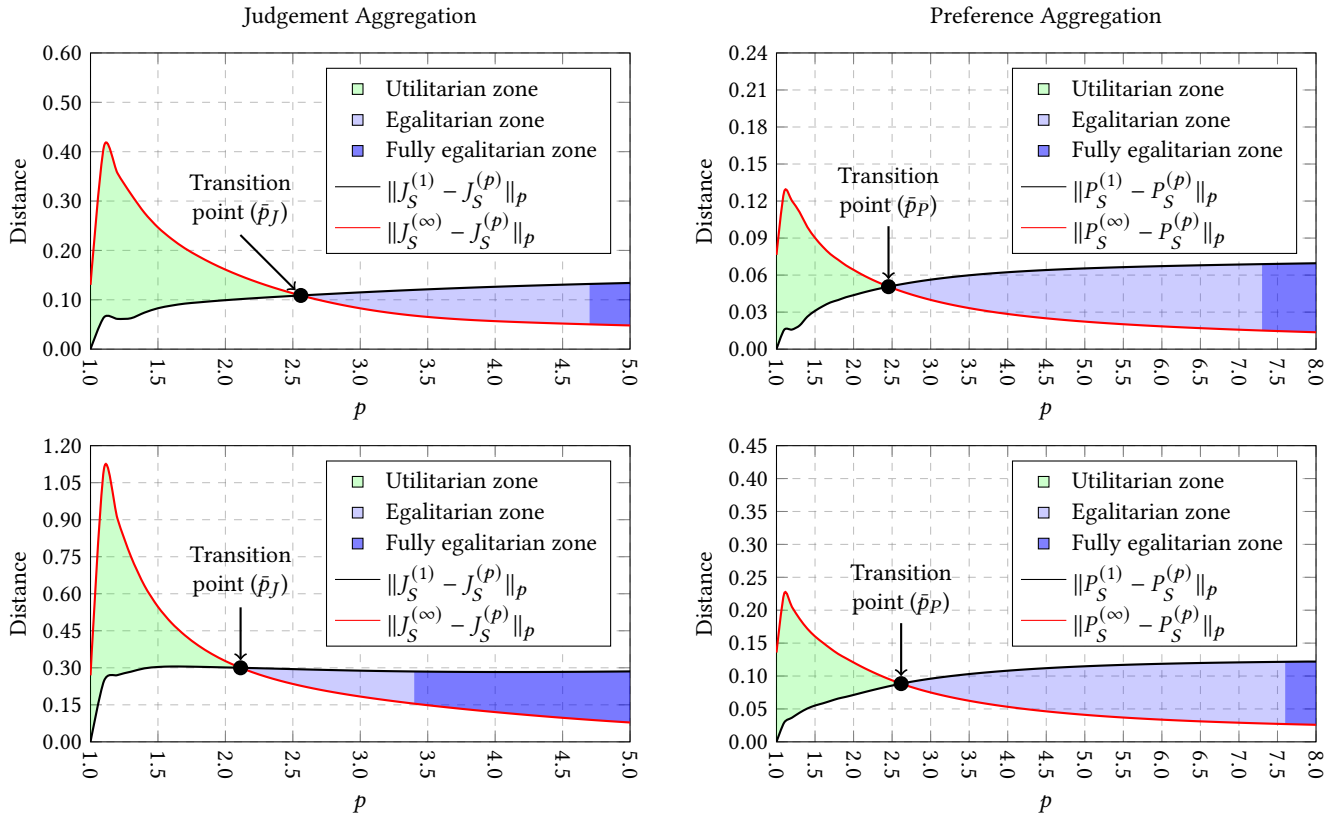 Judgement Aggregation
0.60
0.50
0.40
0.30
0.20
0.10
0.00
Distance
1.0
1.5
2.0
2.5
3.0
3.5
4.0
4.5
5.0
p
Transition
point (p̄_J)
Utilitarian zone
Egalitarian zone
Fully egalitarian zone
‖J_S^(1) − J_S^(p)‖_p
‖J_S^(∞) − J_S^(p)‖_p
Preference Aggregation
0.24
0.21
0.18
0.15
0.12
0.09
0.06
0.03
0.00
Distance
1.0
1.5
2.0
2.5
3.0
3.5
4.0
4.5
5.0
5.5
6.0
6.5
7.0
7.5
8.0
p
Transition
point (p̄_P)
Utilitarian zone
Egalitarian zone
Fully egalitarian zone
‖P_S^(1) − P_S^(p)‖_p
‖P_S^(∞) − P_S^(p)‖_p
1.20
1.05
0.90
0.75
0.60
0.45
0.30
0.15
0.00
Distance
1.0
1.5
2.0
2.5
3.0
3.5
4.0
4.5
5.0
p
Transition
point (p̄_J)
Utilitarian zone
Egalitarian zone
Fully egalitarian zone
‖J_S^(1) − J_S^(p)‖_p
‖J_S^(∞) − J_S^(p)‖_p
0.45
0.40
0.35
0.30
0.25
0.20
0.15
0.10
0.05
0.00
Distance
1.0
1.5
2.0
2.5
3.0
3.5
4.0
4.5
5.0
5.5
6.0
6.5
7.0
7.5
8.0
p
Transition
point (p̄_P)
Utilitarian zone
Egalitarian zone
Fully egalitarian zone
‖P_S^(1) − P_S^(p)‖_p
‖P_S^(∞) − P_S^(p)‖_p